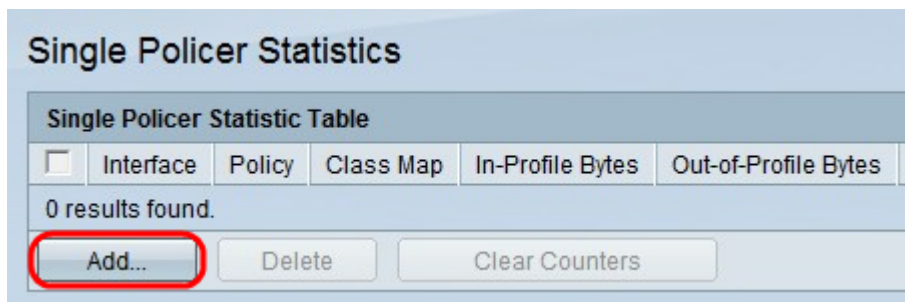 Single Policer Statistics
Single Policer Statistic Table
Interface Policy Class Map In-Profile Bytes Out-of-Profile Bytes
0 results found.
Add... Delete Clear Counters